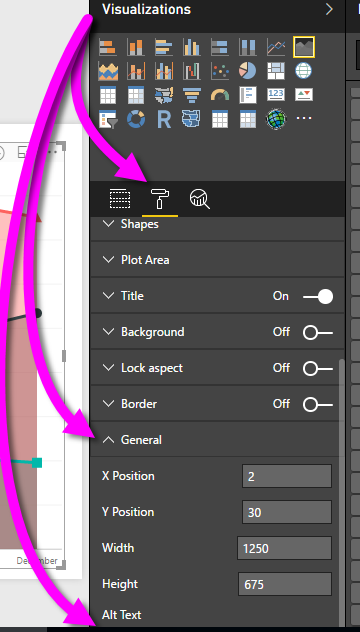 Visualizations
R
123
Shapes
Plot Area
Title On
Background Off
Lock aspect Off
Border Off
General
X Position 2
Y Position 30
Width 1250
Height 675
December
Alt Text